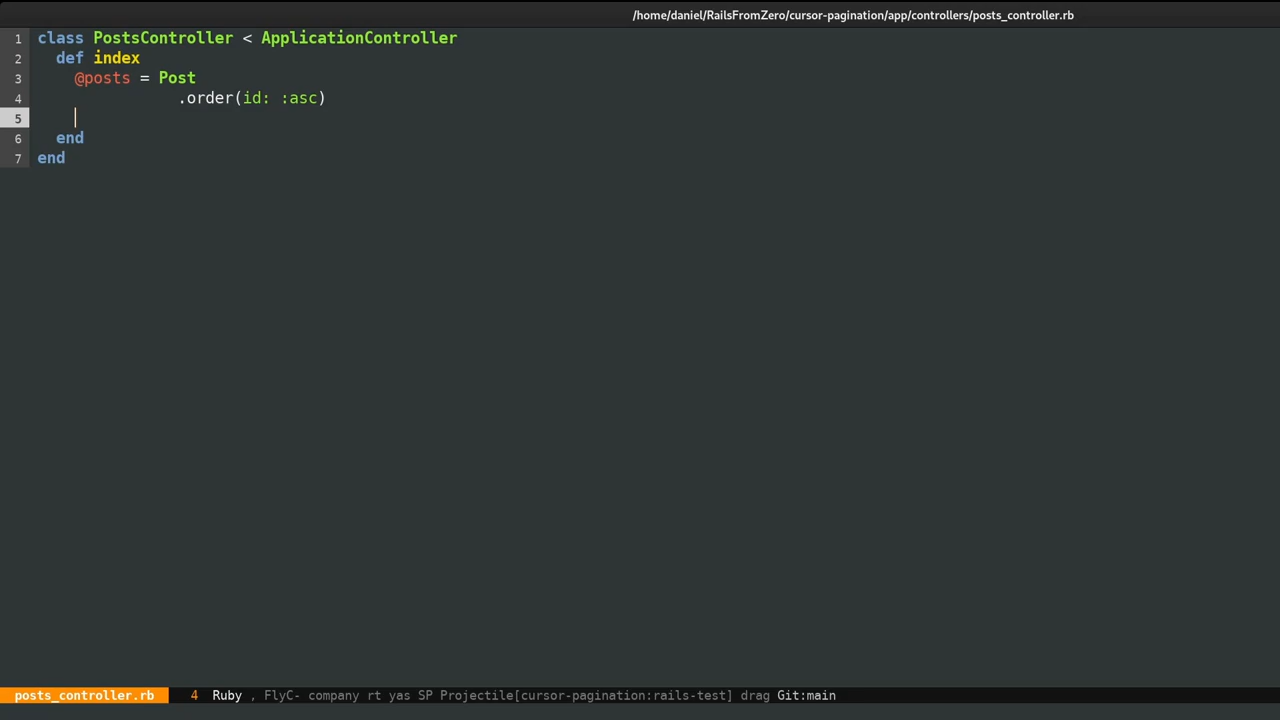 /home/daniel/RailsFromZero/cursor-pagination/app/controllers/posts_controller.rb
1 class PostsController < ApplicationController
2   def index
3     @posts = Post
4                .order(id: :asc)
5
6   end
7 end
posts_controller.rb 4 Ruby , FlyC- company rt yas SP Projectile[cursor-pagination:rails-test] drag Git:main